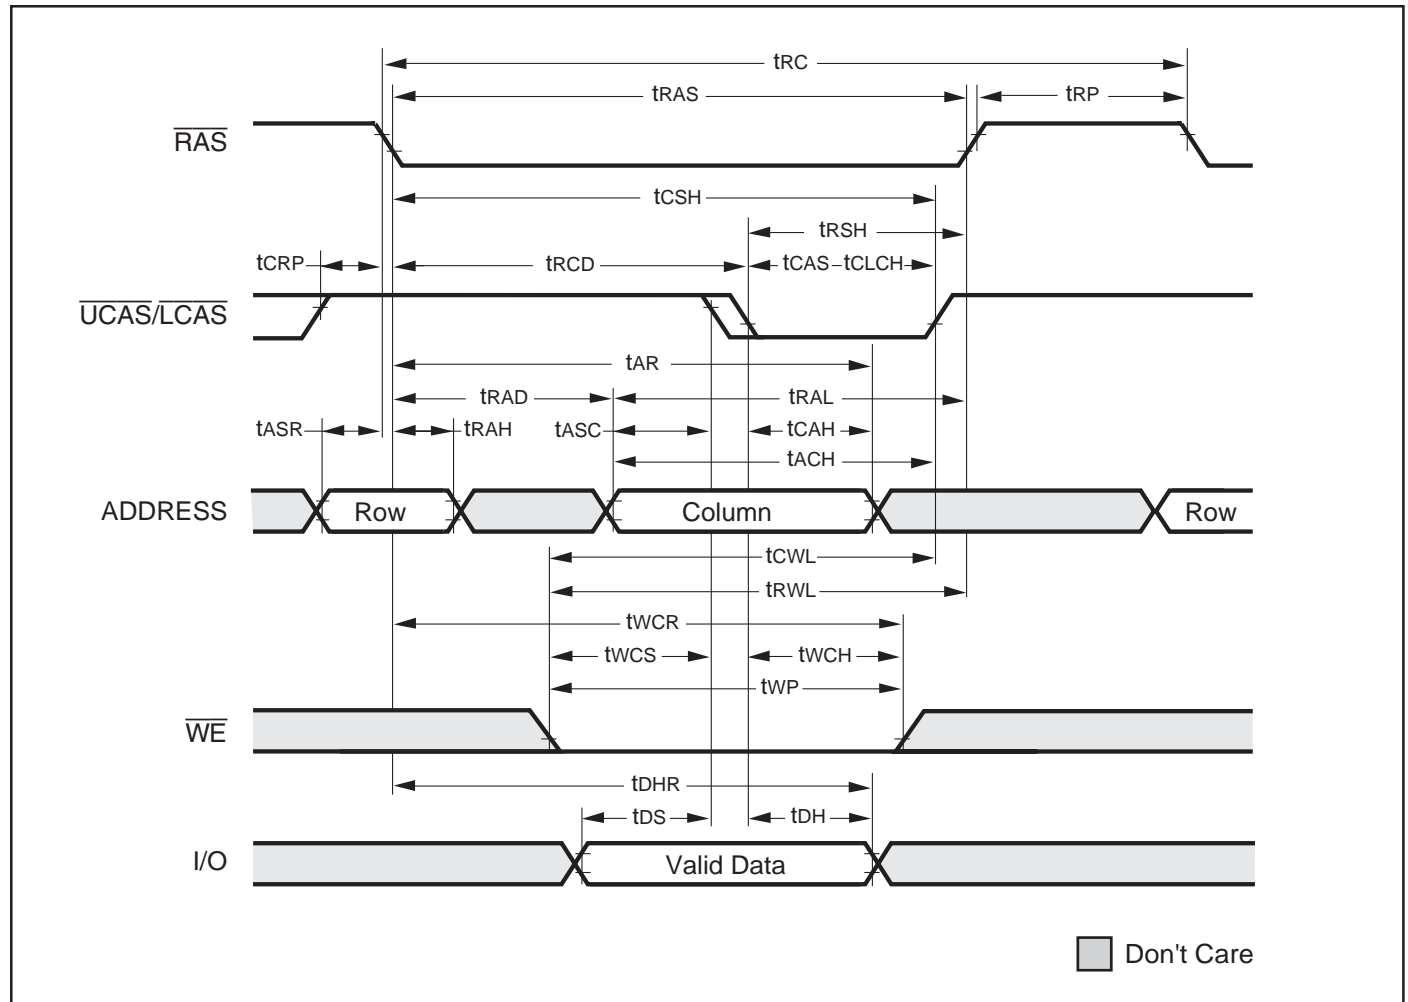 tRC
tRAS
tRP
RAS
tCSH
tRSH
tCRP
tRCD
tCAS–tCLCH
UCAS/LCAS
tAR
tRAD
tRAL
tASR
tRAH
tASC
tCAH
tACH
ADDRESS
Row
Column
Row
tCWL
tRWL
tWCR
tWCS
tWCH
tWP
WE
tDHR
tDS
tDH
I/O
Valid Data
Don't Care